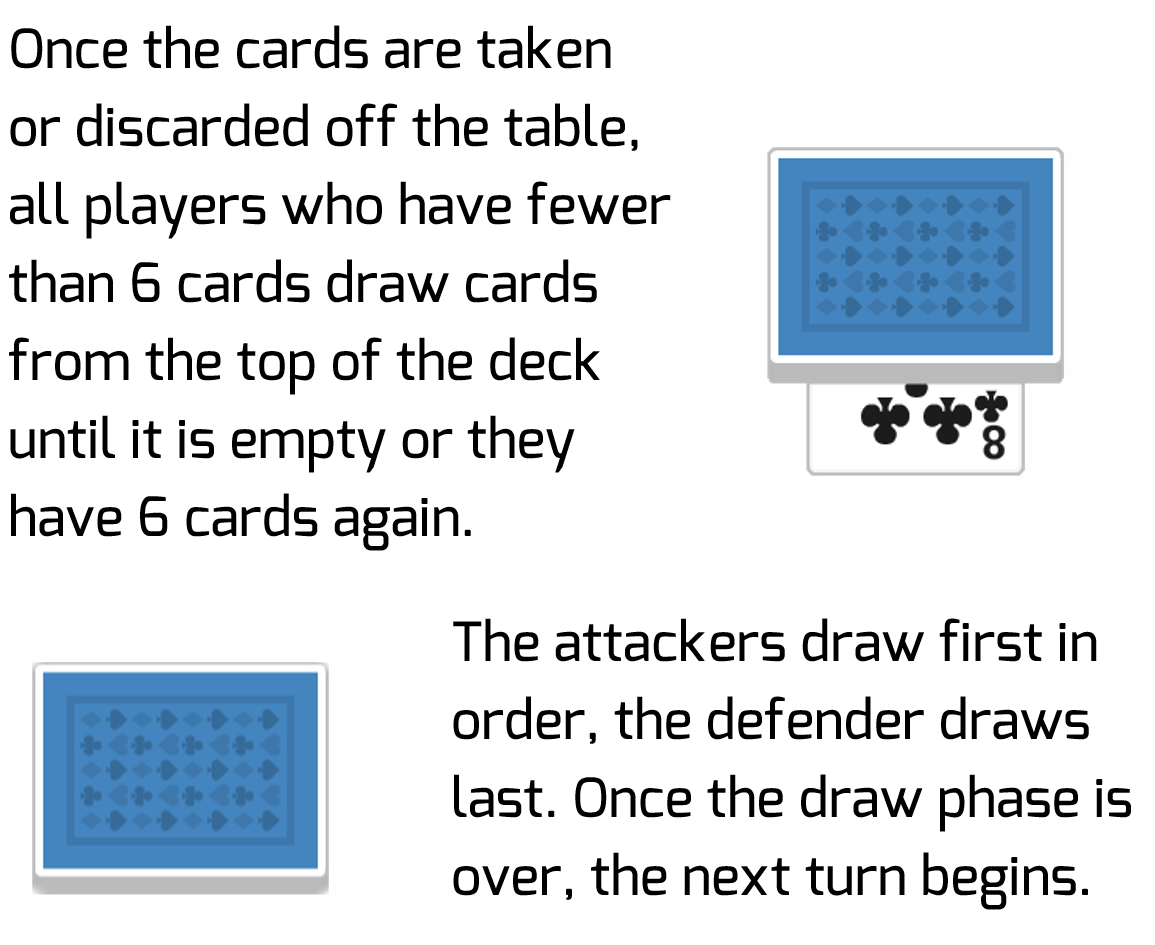 Once the cards are taken
or discarded off the table,
all players who have fewer
than 6 cards draw cards
from the top of the deck
until it is empty or they
have 6 cards again.
8
The attackers draw first in
order, the defender draws
last. Once the draw phase is
over, the next turn begins.